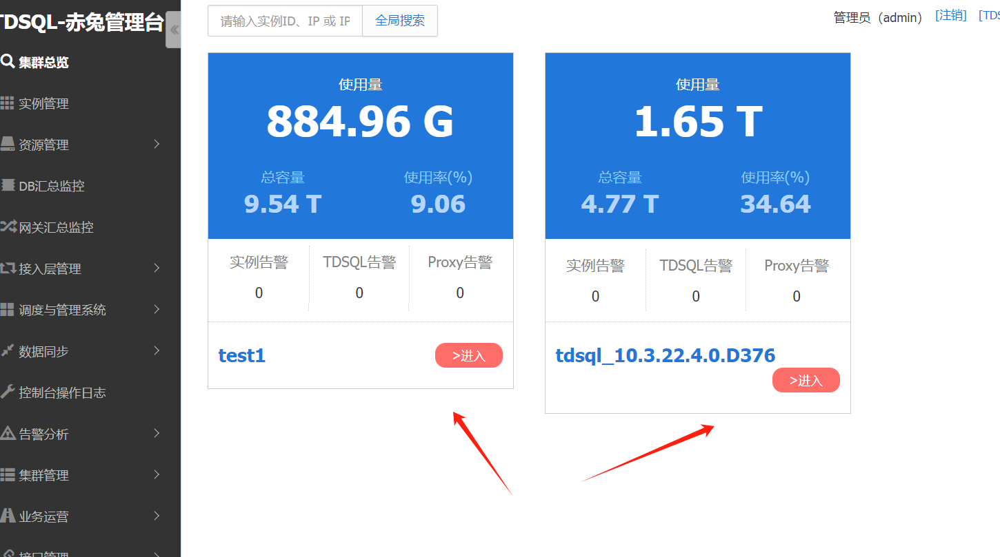 TDSQL-赤兔管理台
集群总览
实例管理
资源管理
DB汇总监控
网关汇总监控
接入层管理
调度与管理系统
数据同步
控制台操作日志
告警分析
集群管理
业务运营
接口管理
请输入实例ID、IP 或 IP
全局搜索
管理员（admin） [注销] [TDS
使用量
884.96 G
总容量 使用率(%)
9.54 T 9.06
实例告警 TDSQL告警 Proxy告警
0 0 0
test1 >进入
使用量
1.65 T
总容量 使用率(%)
4.77 T 34.64
实例告警 TDSQL告警 Proxy告警
0 0 0
tdsql_10.3.22.4.0.D376
>进入